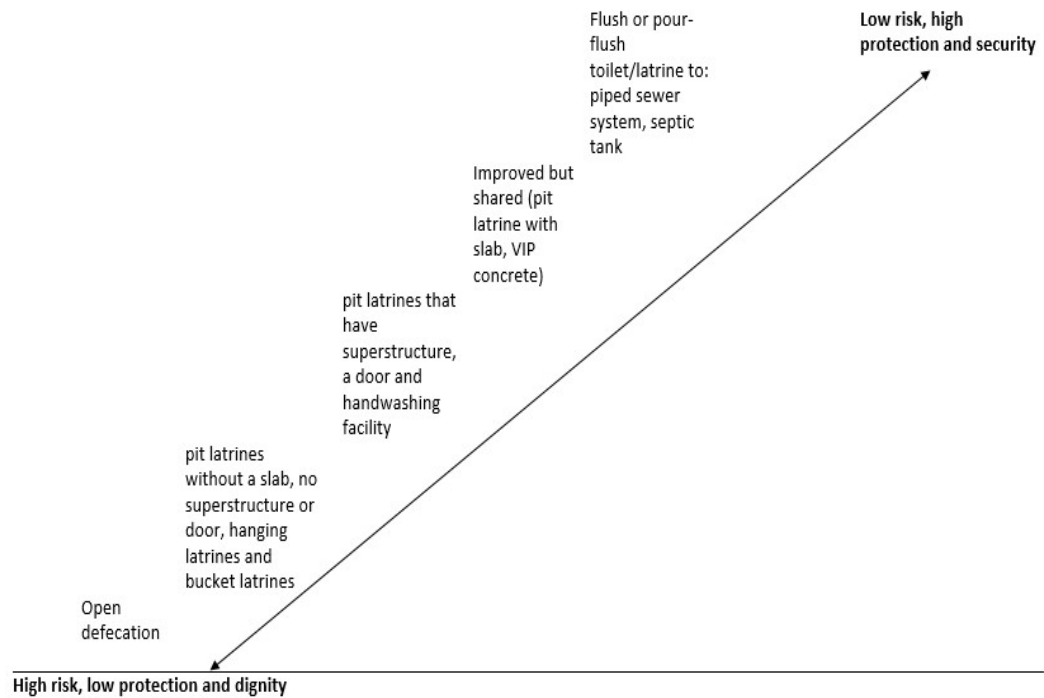 Flush or pour-
flush
toilet/latrine to:
piped sewer
system, septic
tank
Low risk, high
protection and security
Improved but
shared (pit
latrine with
slab, VIP
concrete)
pit latrines that
have
superstructure,
a door and
handwashing
facility
pit latrines
without a slab, no
superstructure or
door, hanging
latrines and
bucket latrines
Open
defecation
High risk, low protection and dignity